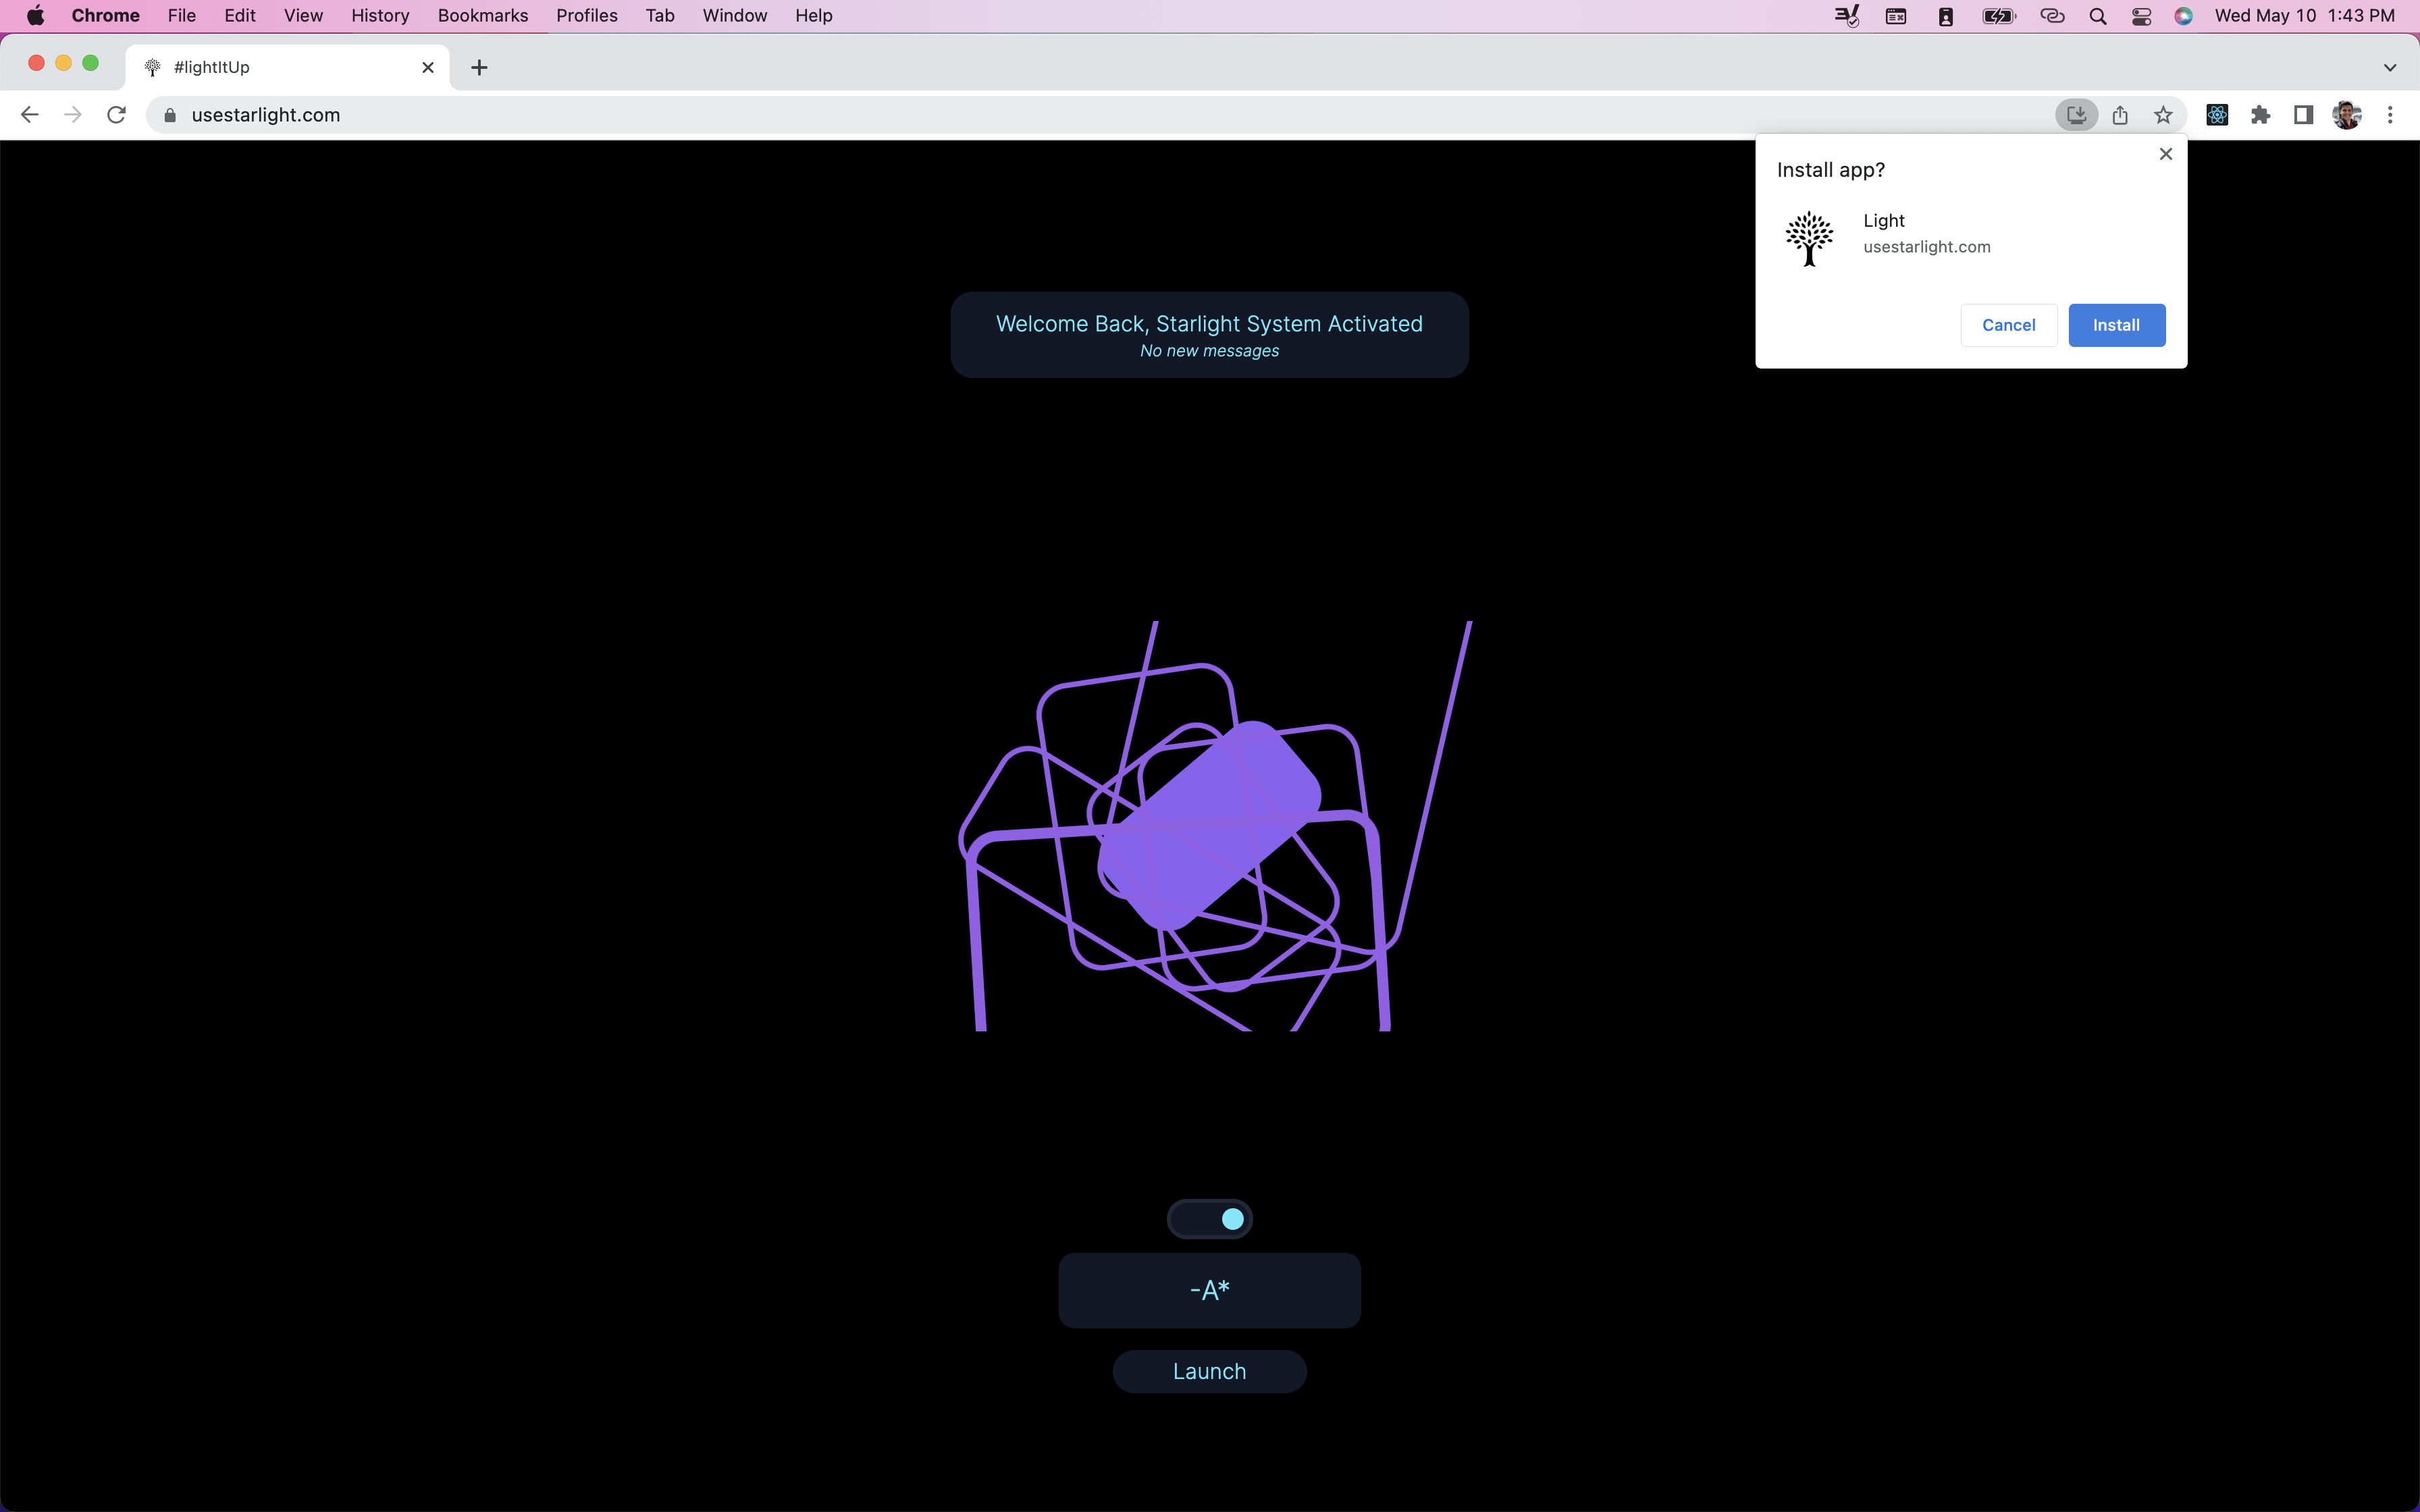 Chrome File Edit View History Bookmarks Profiles Tab Window Help Wed May 10 1:43 PM
#lightItUp
usestarlight.com
Install app?
Light
usestarlight.com
Cancel Install
Welcome Back, Starlight System Activated
No new messages
-A*
Launch